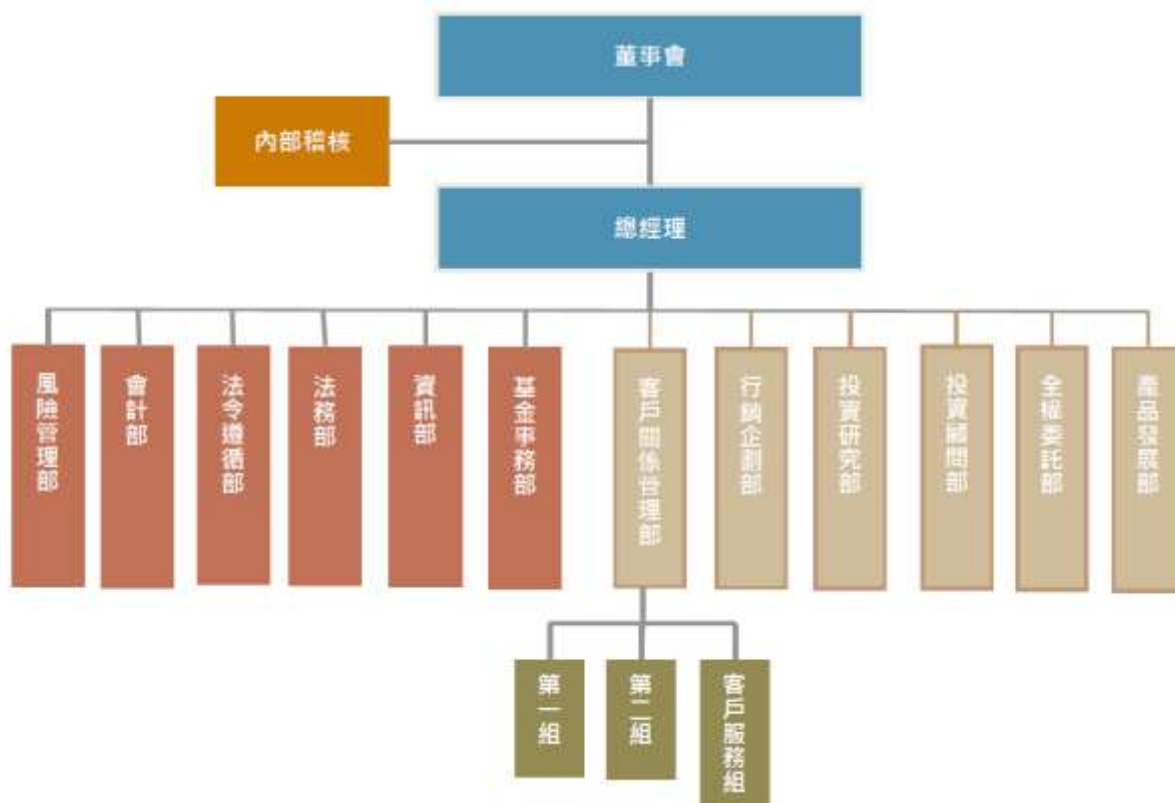 董事會
內部稽核
總經理
風險管理部
會計部
法令遵循部
法務部
資訊部
基金事務部
客戶關係管理部
行銷企劃部
投資研究部
投資顧問部
全權委託部
產品發展部
第一組
第二組
客戶服務組